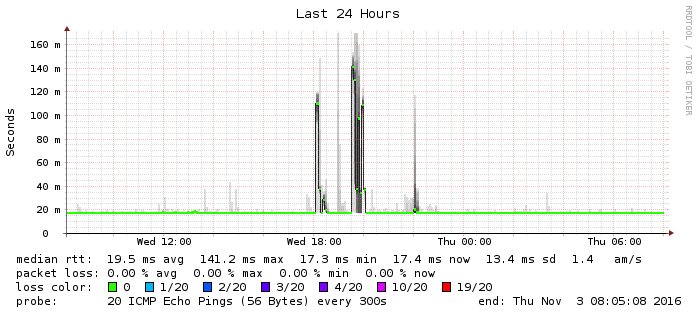 Last 24 Hours
RRDTOOL / TOBI OETIKER
Seconds
160 m
140 m
120 m
100 m
80 m
60 m
40 m
20 m
0
Wed 12:00 Wed 18:00 Thu 00:00 Thu 06:00
median rtt: 19.5 ms avg 141.2 ms max 17.3 ms min 17.4 ms now 13.4 ms sd 1.4 am/s
packet loss: 0.00 % avg 0.00 % max 0.00 % min 0.00 % now
loss color: 0 1/20 2/20 3/20 4/20 10/20 19/20
probe: 20 ICMP Echo Pings (56 Bytes) every 300s end: Thu Nov 3 08:05:08 2016